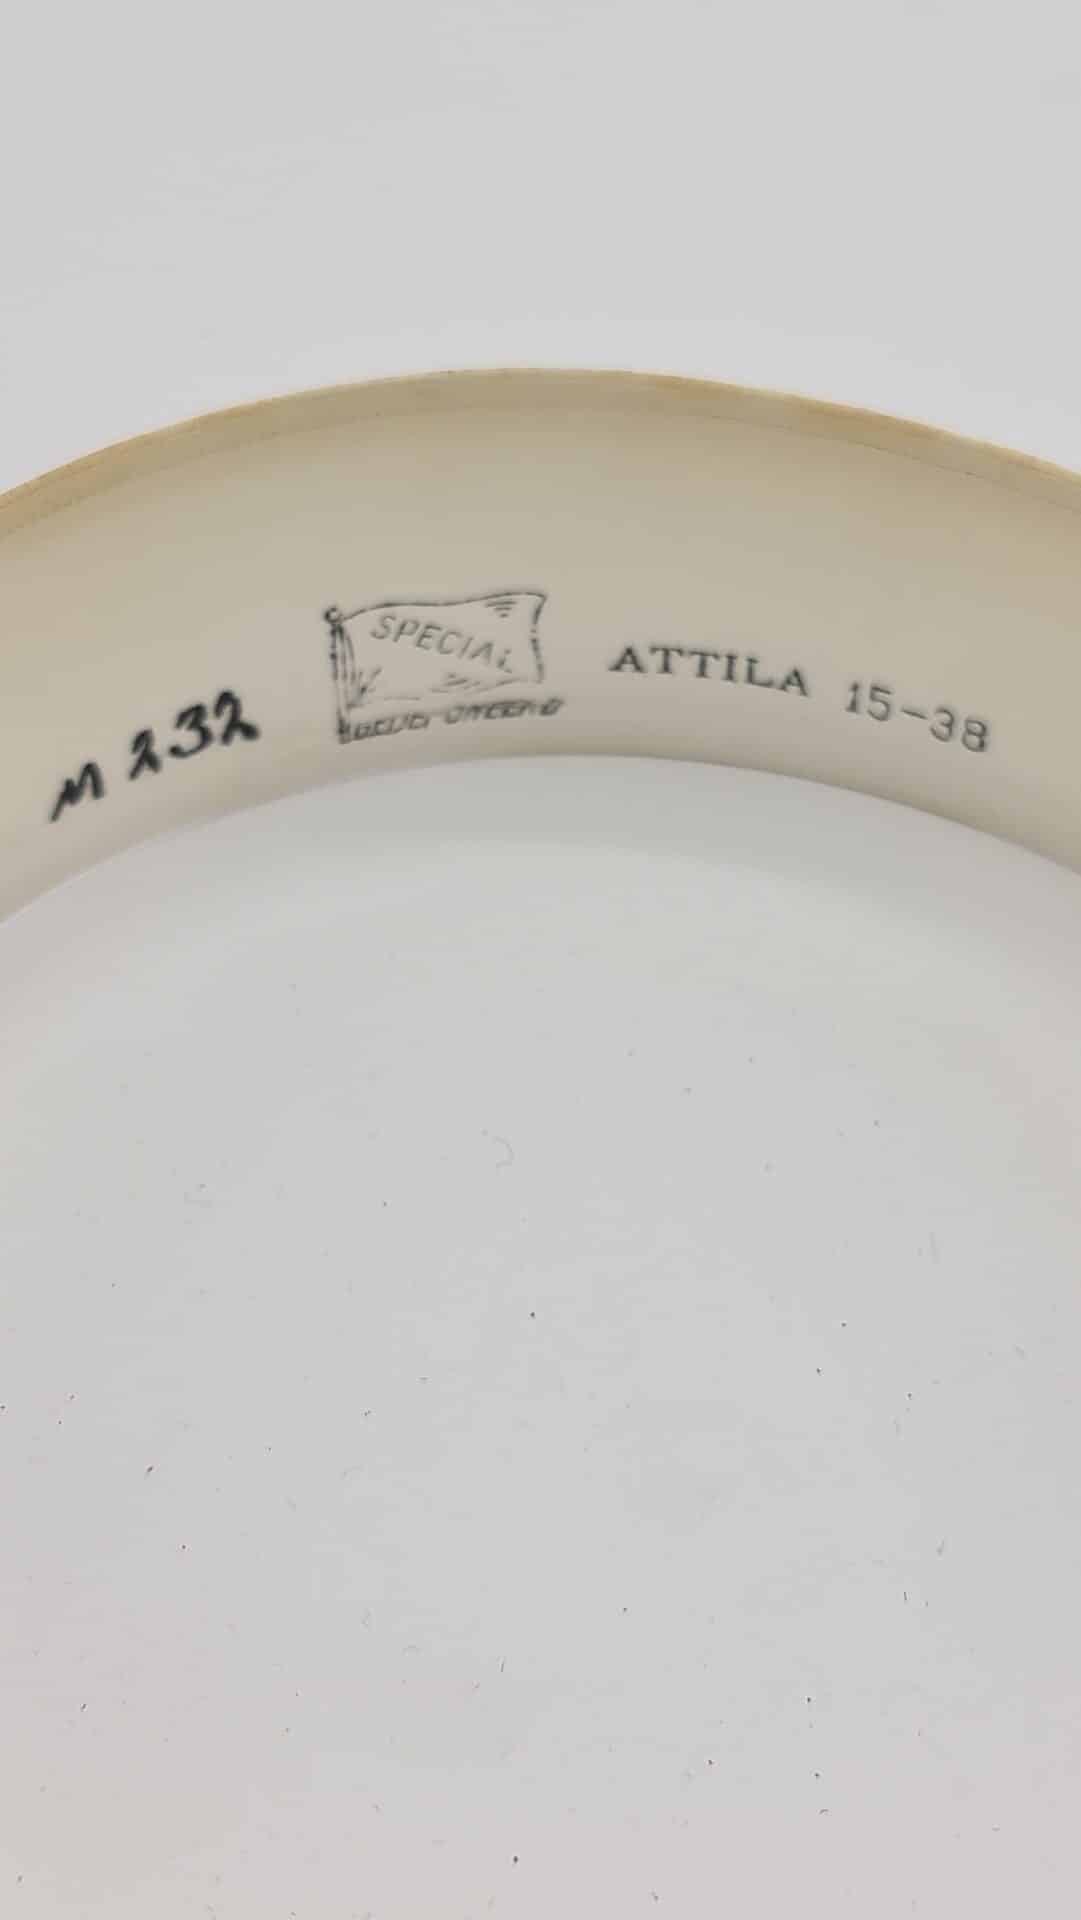 M 232
SPECIAL
ATTILA 15-38